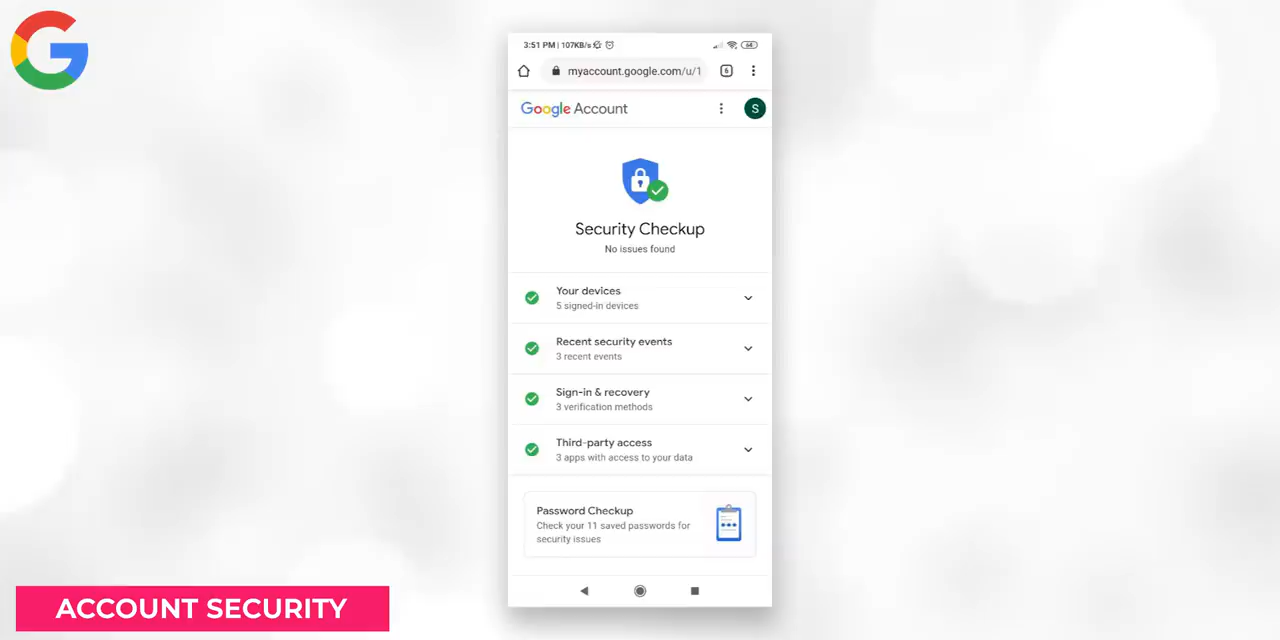 3:51 PM | 107KB/s
64
myaccount.google.com/u/1
6
Google Account
S
Security Checkup
No issues found
Your devices
5 signed-in devices
Recent security events
3 recent events
Sign-in & recovery
3 verification methods
Third-party access
3 apps with access to your data
Password Checkup
Check your 11 saved passwords for
security issues
ACCOUNT SECURITY